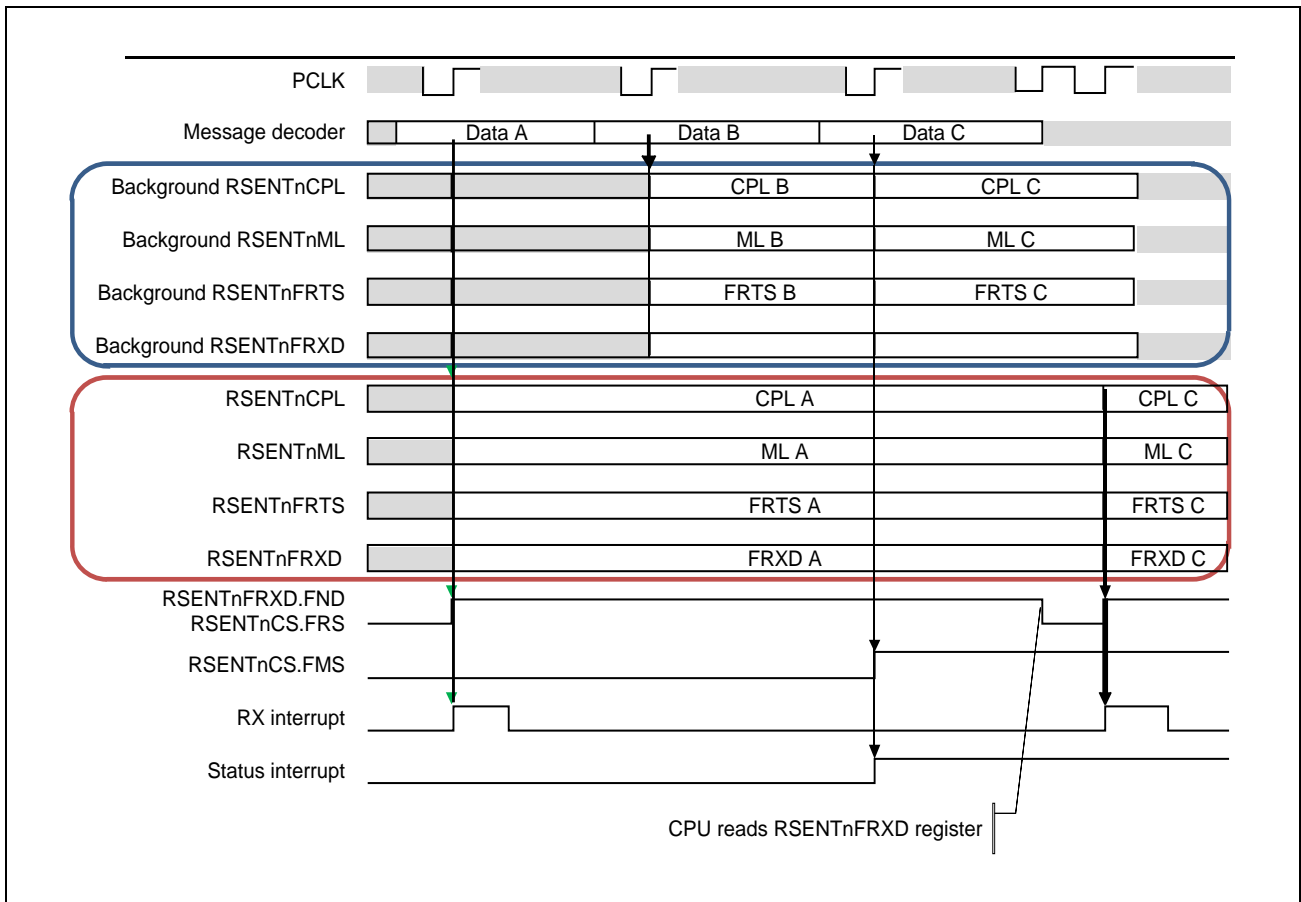 PCLK
Message decoder Data A Data B Data C
Background RSENTnCPL CPL B CPL C
Background RSENTnML ML B ML C
Background RSENTnFRTS FRTS B FRTS C
Background RSENTnFRXD
RSENTnCPL CPL A CPL C
RSENTnML ML A ML C
RSENTnFRTS FRTS A FRTS C
RSENTnFRXD FRXD A FRXD C
RSENTnFRXD.FND
RSENTnCS.FRS
RSENTnCS.FMS
RX interrupt
Status interrupt
CPU reads RSENTnFRXD register